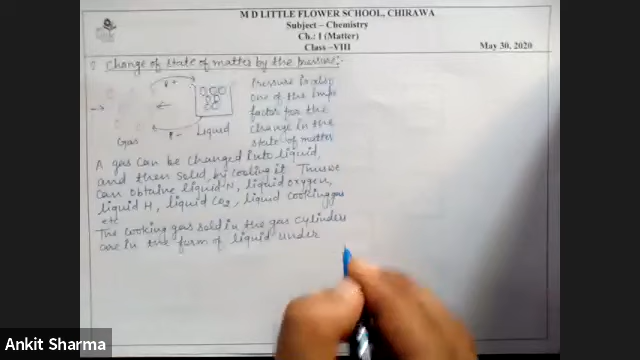 M D LITTLE FLOWER SCHOOL, CHIRAWA
Subject – Chemistry
Ch.: I (Matter)
Class –VIII
May 30, 2020
Change of state of matter by the pressure:-
P+
P-
Gas
Liquid
Pressure is also
one of the imp
factor for the
change in the
state of matter
A gas can be changed into liquid,
and then solid, by cooling it. Thus we
can obtaine liquid N, liquid oxygen,
liquid H, liquid CO2, liquid cooking gas
etc
The cooking gas sold in the gas cylinders
are in the form of liquid under
Ankit Sharma